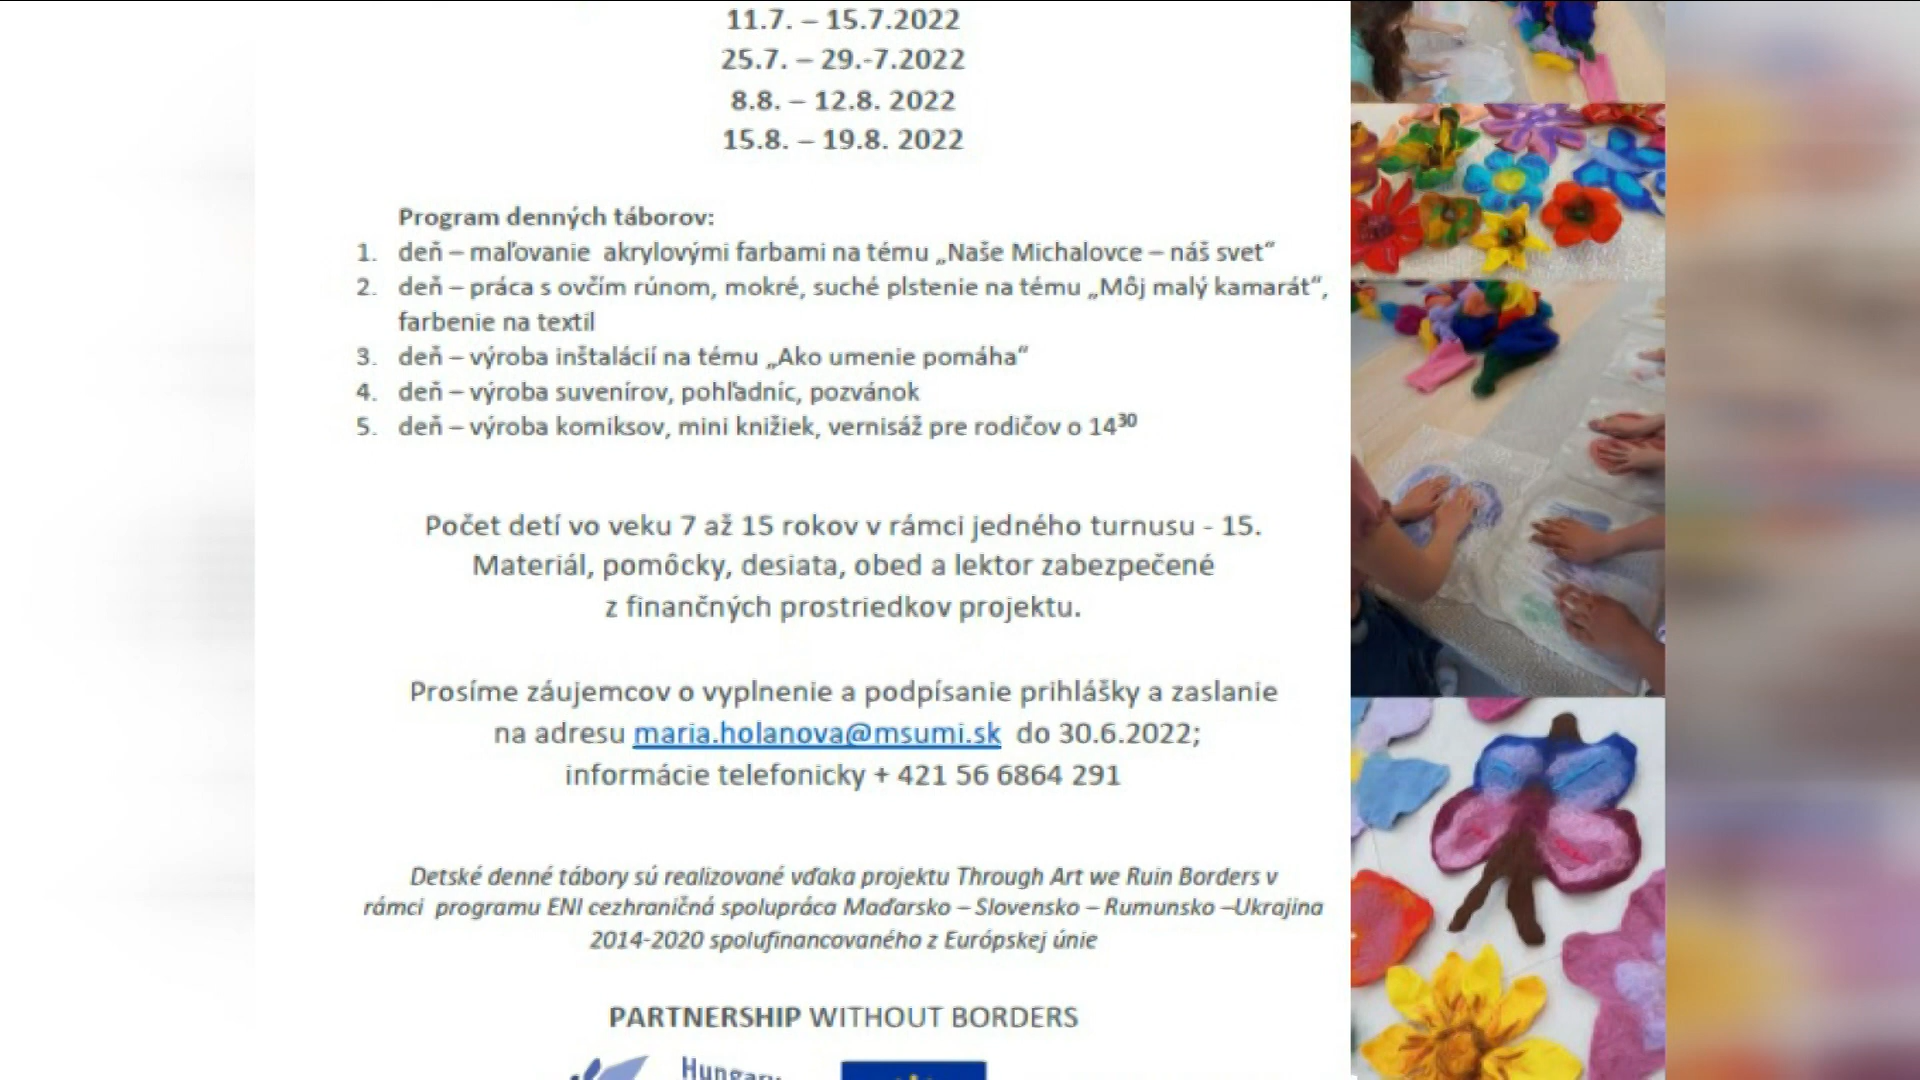 11.7. – 15.7.2022
25.7. – 29.-7.2022
8.8. – 12.8. 2022
15.8. – 19.8. 2022
Program denných táborov:
1. deň – maľovanie akrylovými farbami na tému „Naše Michalovce – náš svet“
2. deň – práca s ovčím rúnom, mokré, suché plstenie na tému „Môj malý kamarát“,
farbenie na textil
3. deň – výroba inštalácií na tému „Ako umenie pomáha“
4. deň – výroba suvenírov, pohľadníc, pozvánok
5. deň – výroba komiksov, mini knižiek, vernisáž pre rodičov o 14³⁰
Počet detí vo veku 7 až 15 rokov v rámci jedného turnusu - 15.
Materiál, pomôcky, desiata, obed a lektor zabezpečené
z finančných prostriedkov projektu.
Prosíme záujemcov o vyplnenie a podpísanie prihlášky a zaslanie
na adresu maria.holanova@msumi.sk do 30.6.2022;
informácie telefonicky + 421 56 6864 291
Detské denné tábory sú realizované vďaka projektu Through Art we Ruin Borders v
rámci programu ENI cezhraničná spolupráca Maďarsko – Slovensko – Rumunsko –Ukrajina
2014-2020 spolufinancovaného z Európskej únie
PARTNERSHIP WITHOUT BORDERS
Hungary